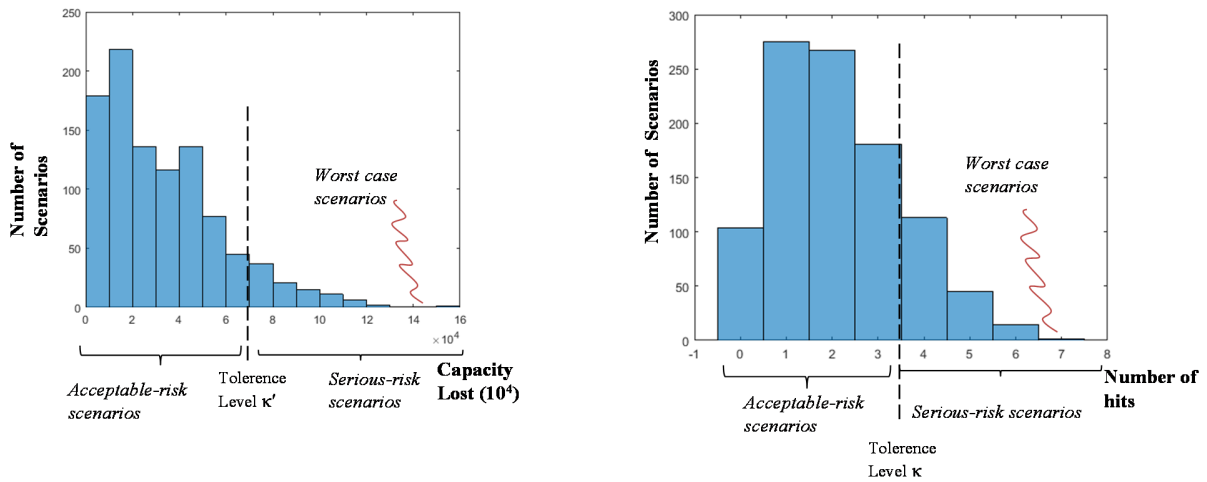 250
200
150
100
50
0
Number of
Scenarios
Worst case
scenarios
0 2 4 6 8 10 12 14 16
×10⁴
Acceptable-risk
scenarios
Tolerence
Level κ′
Serious-risk
scenarios
Capacity
Lost (10⁴)
300
250
200
150
100
50
0
Number of Scenarios
Worst case
scenarios
-1 0 1 2 3 4 5 6 7 8
Acceptable-risk
scenarios
Serious-risk scenarios
Number of
hits
Tolerence
Level κ